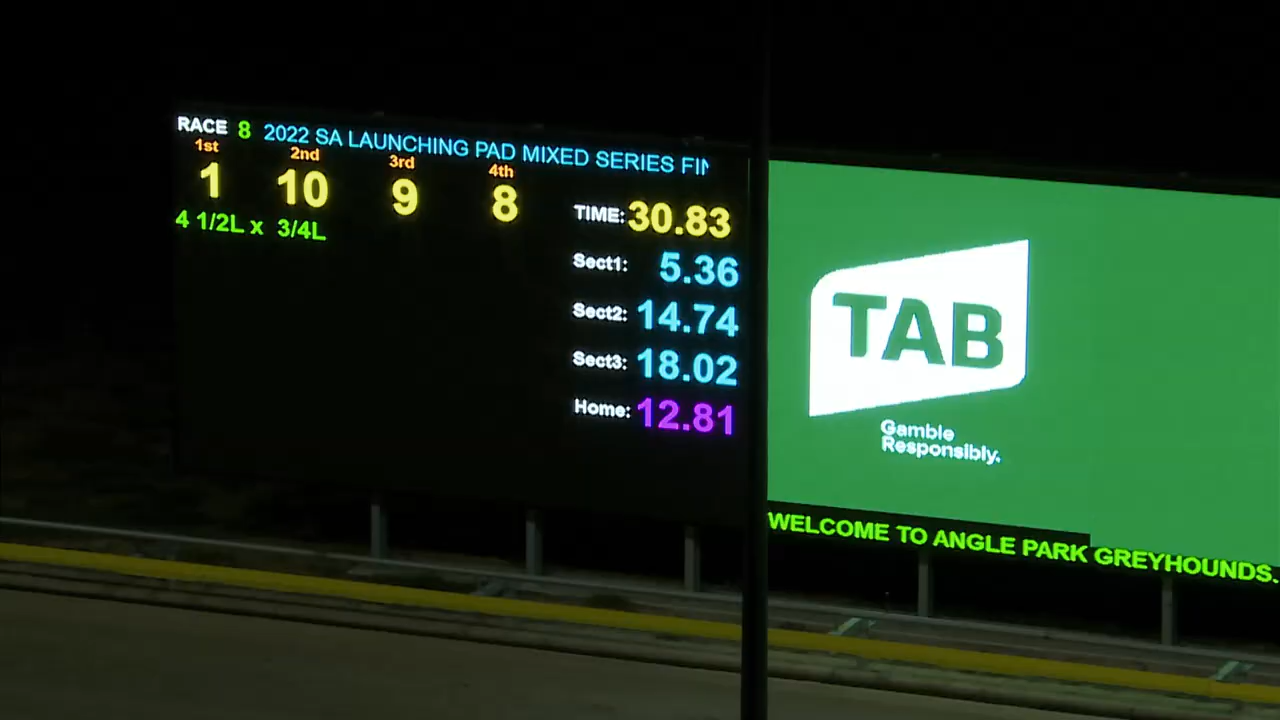 RACE 8 2022 SA LAUNCHING PAD MIXED SERIES FIN
1st 2nd 3rd 4th
1 10 9 8
4 1/2L x 3/4L
TIME: 30.83
Sect1: 5.36
Sect2: 14.74
Sect3: 18.02
Home: 12.81
TAB
Gamble
Responsibly.
WELCOME TO ANGLE PARK GREYHOUNDS.